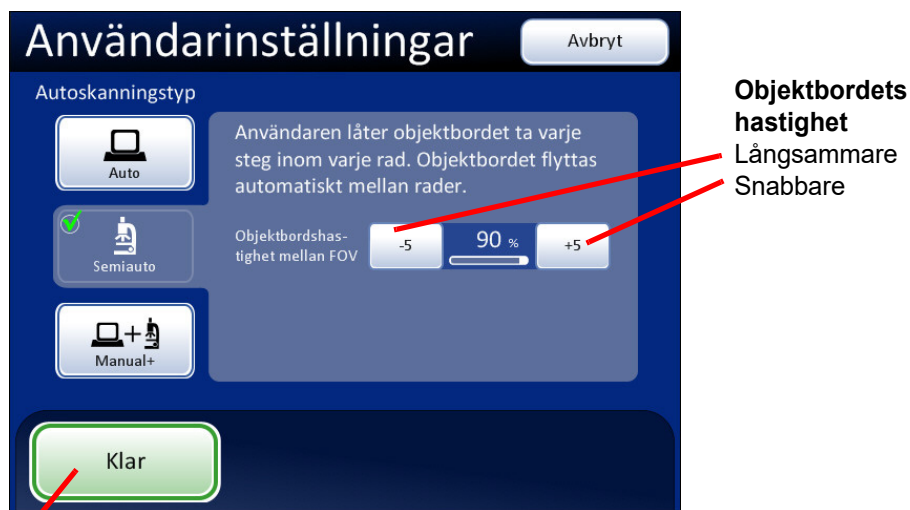 Användarinställningar
Avbryt
Autoskanningstyp
Auto
Användaren låter objektbordet ta varje
steg inom varje rad. Objektbordet flyttas
automatiskt mellan rader.
Semiauto
Objektbordshas-
tighet mellan FOV
-5
90 %
+5
Manual+
Klar
Objektbordets
hastighet
Långsammare
Snabbare